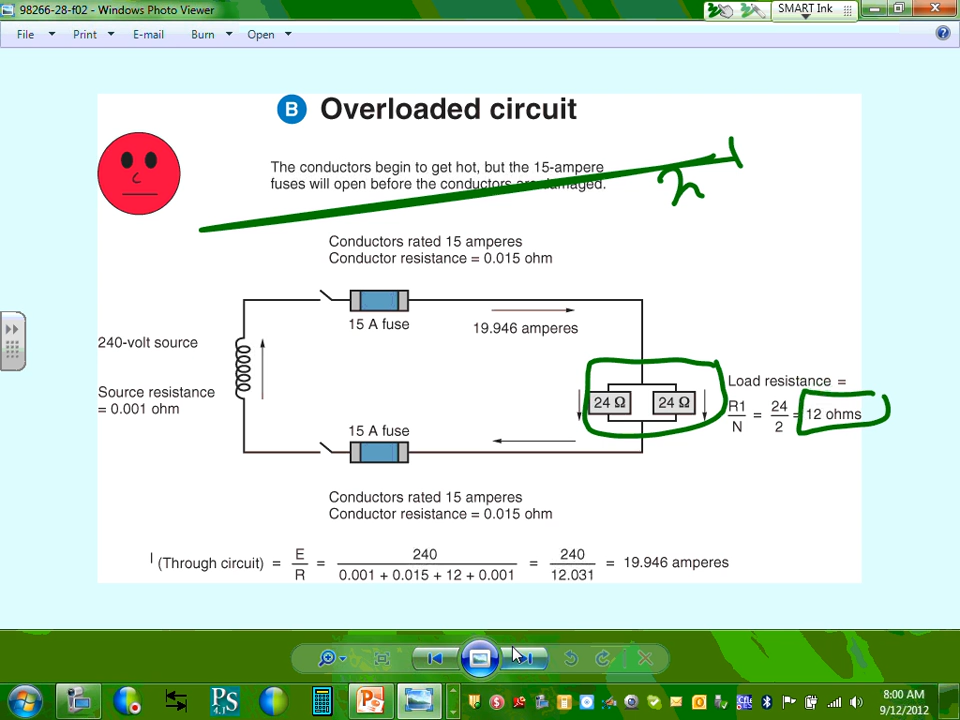 98266-28-f02 - Windows Photo Viewer
SMART Ink
File Print E-mail Burn Open
B Overloaded circuit
The conductors begin to get hot, but the 15-ampere
fuses will open before the conductors are damaged.
Conductors rated 15 amperes
Conductor resistance = 0.015 ohm
15 A fuse
19.946 amperes
240-volt source
Source resistance
= 0.001 ohm
24 Ω 24 Ω
Load resistance =
R1/N = 24/2 = 12 ohms
15 A fuse
Conductors rated 15 amperes
Conductor resistance = 0.015 ohm
I (Through circuit) = E/R = 240/0.001 + 0.015 + 12 + 0.001 = 240/12.031 = 19.946 amperes
Ps
4.1
8:00 AM
9/12/2012